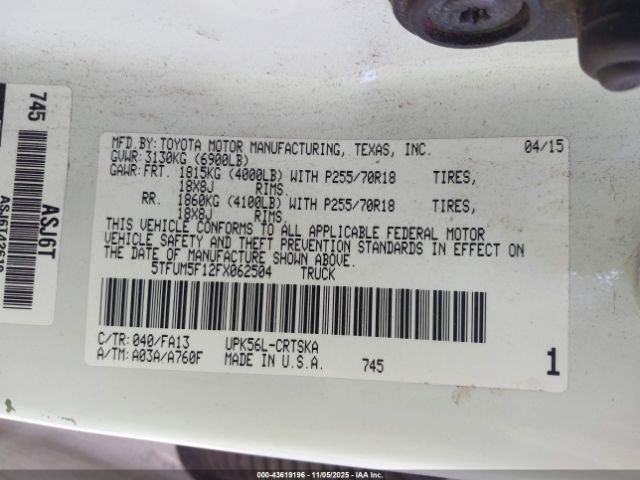 MFD.BY: TOYOTA MOTOR MANUFACTURING, TEXAS, INC. 04/15
GVWR: 3130KG (6900LB)
GAWR: FRT. 1815KG (4000LB) WITH P255/70R18 TIRES,
18X8J RIMS.
RR. 1860KG (4100LB) WITH P255/70R18 TIRES,
18X8J RIMS.
THIS VEHICLE CONFORMS TO ALL APPLICABLE FEDERAL MOTOR
VEHICLE SAFETY AND THEFT PREVENTION STANDARDS IN EFFECT ON
THE DATE OF MANUFACTURE SHOWN ABOVE.
5TFUM5F12FX062504 TRUCK
C/TR: 040/FA13 UPK56L-CRTSKA
A/TM: A03A/A760F MADE IN U.S.A. 745 1
745
ASJ6T
000-43619196 - 11/05/2025 - IAA Inc.